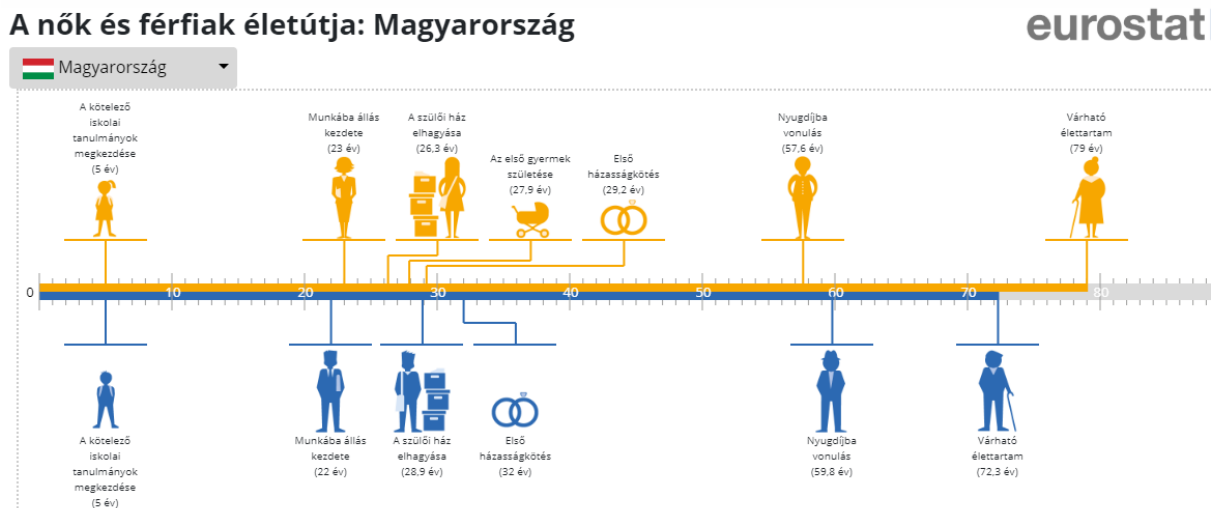 A nők és férfiak életútja: Magyarország
eurostat
Magyarország
A kötelező
iskolai
tanulmányok
megkezdése
(5 év)
Munkába állás
kezdete
(23 év)
A szülői ház
elhagyása
(26,3 év)
Az első gyermek
születése
(27,9 év)
Első
házasságkötés
(29,2 év)
Nyugdíjba
vonulás
(57,6 év)
Várható
élettartam
(79 év)
0 10 20 30 40 50 60 70 80
A kötelező
iskolai
tanulmányok
megkezdése
(5 év)
Munkába állás
kezdete
(22 év)
A szülői ház
elhagyása
(28,9 év)
Első
házasságkötés
(32 év)
Nyugdíjba
vonulás
(59,8 év)
Várható
élettartam
(72,3 év)